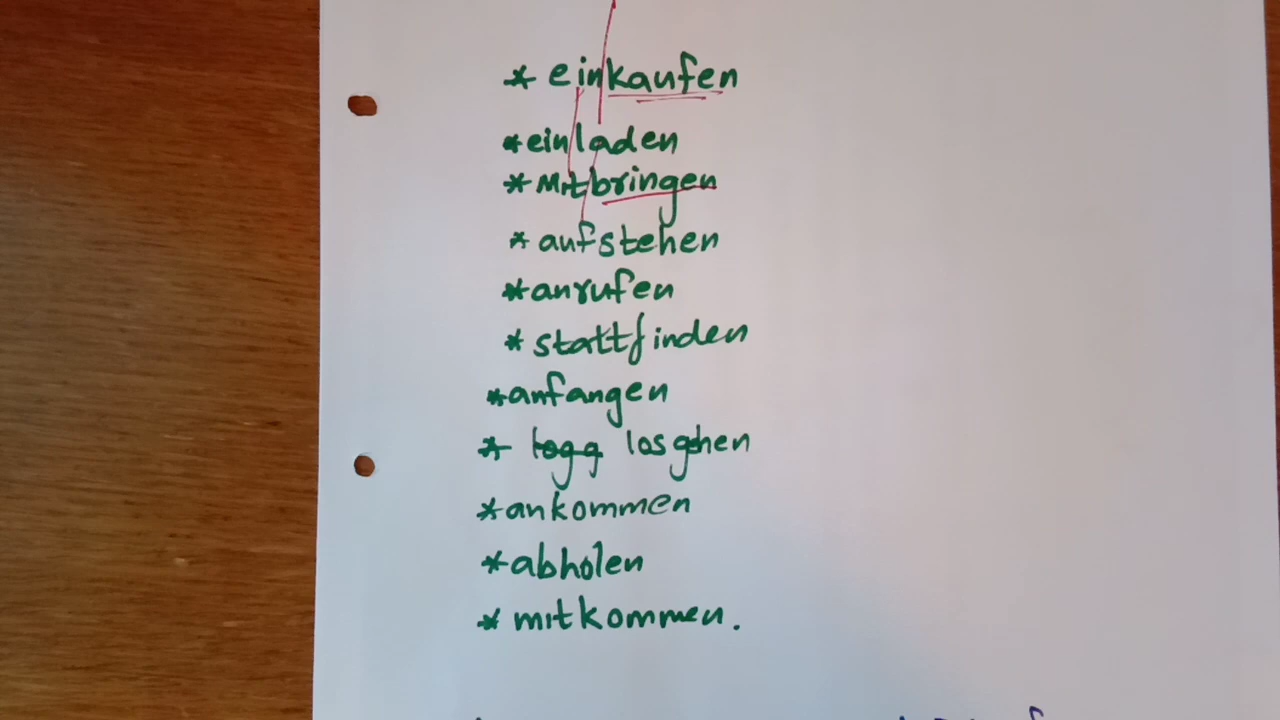 * einkaufen
* einladen
* Mitbringen
* aufstehen
* anrufen
* stattfinden
* anfangen
* logg losgehen
* ankommen
* abholen
* mitkommen.